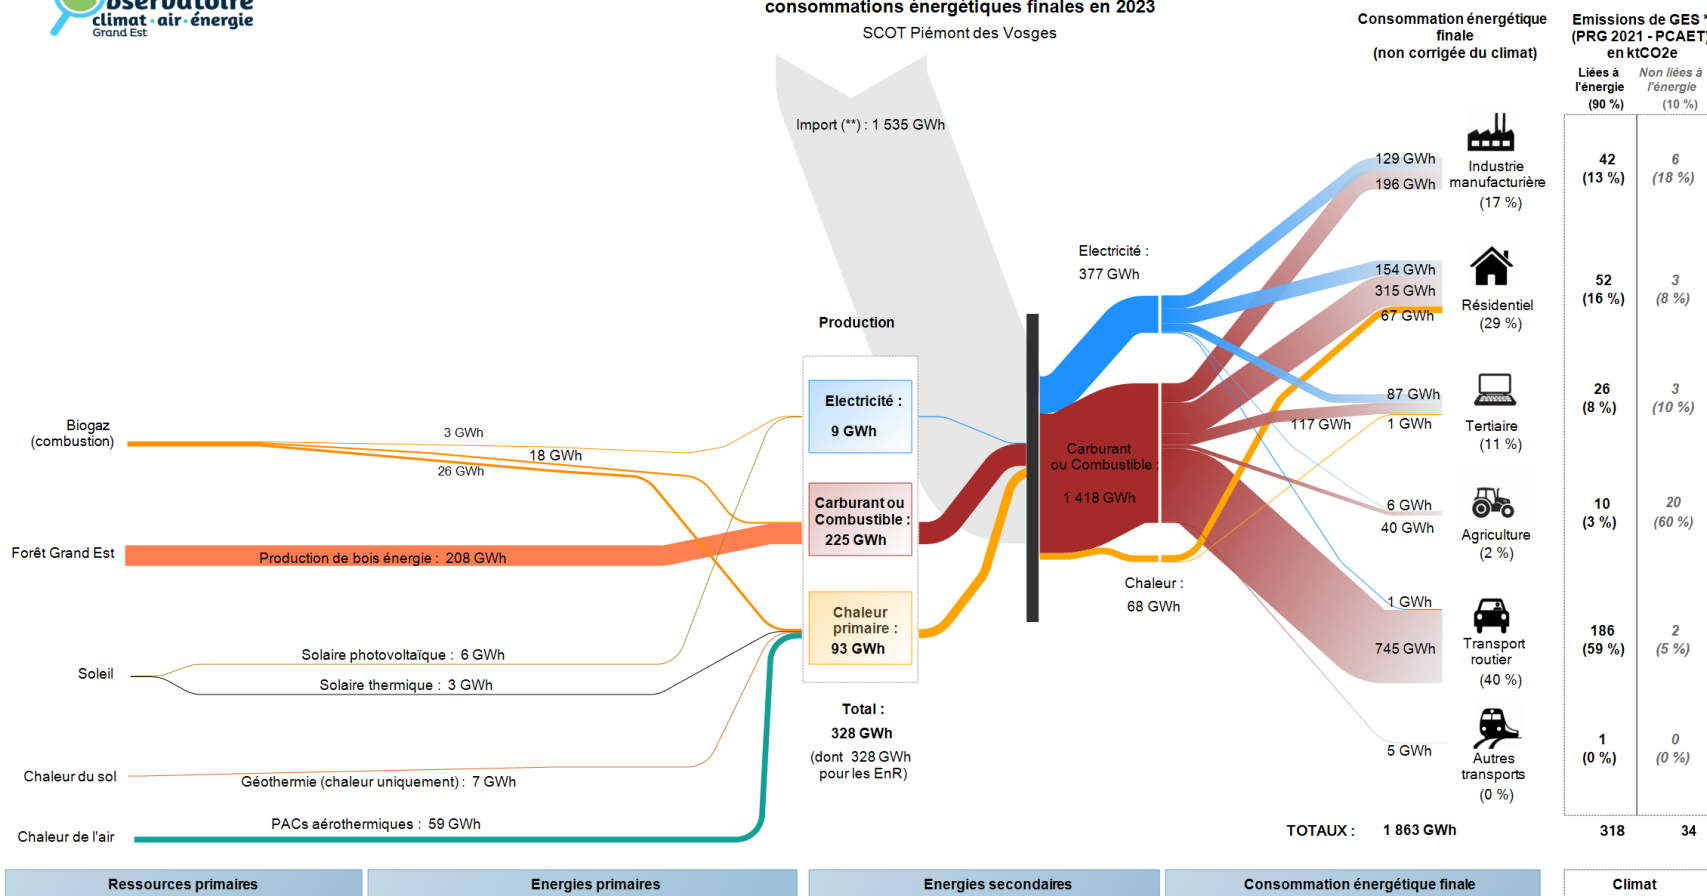 bservatoire
climat · air · énergie
Grand Est
consommations énergétiques finales en 2023
SCOT Piémont des Vosges
Consommation énergétique
finale
(non corrigée du climat)
Emissions de GES *
(PRG 2021 - PCAET)
en ktCO2e
Liées à
l'énergie
(90 %)
Non liées à
l'énergie
(10 %)
Import (**) : 1 535 GWh
129 GWh
196 GWh
Industrie
manufacturière
(17 %)
42
(13 %)
6
(18 %)
Electricité :
377 GWh
154 GWh
315 GWh
67 GWh
Résidentiel
(29 %)
52
(16 %)
3
(8 %)
Production
Electricité :
9 GWh
87 GWh
117 GWh
1 GWh
Tertiaire
(11 %)
26
(8 %)
3
(10 %)
Biogaz
(combustion)
3 GWh
18 GWh
26 GWh
Carburant
ou Combustible :
1 418 GWh
Carburant ou
Combustible :
225 GWh
6 GWh
40 GWh
Agriculture
(2 %)
10
(3 %)
20
(60 %)
Forêt Grand Est
Production de bois énergie : 208 GWh
Chaleur :
68 GWh
Chaleur
primaire :
93 GWh
1 GWh
745 GWh
Transport
routier
(40 %)
186
(59 %)
2
(5 %)
Soleil
Solaire photovoltaïque : 6 GWh
Solaire thermique : 3 GWh
Total :
328 GWh
(dont 328 GWh
pour les EnR)
5 GWh
Autres
transports
(0 %)
1
(0 %)
0
(0 %)
Chaleur du sol
Géothermie (chaleur uniquement) : 7 GWh
Chaleur de l'air
PACs aérothermiques : 59 GWh
TOTAUX : 1 863 GWh
318
34
Ressources primaires
Energies primaires
Energies secondaires
Consommation énergétique finale
Climat